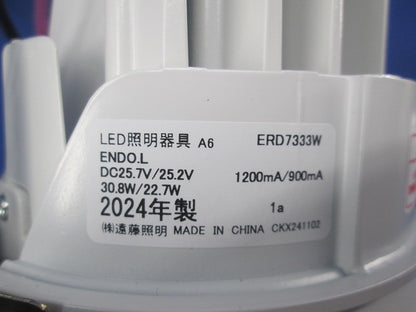 LED照明器具 A6 ERD7333W
ENDO.L
DC25.7V/25.2V 1200mA/900mA
30.8W/22.7W
2024年製 1a
㈱遠藤照明 MADE IN CHINA CKX241102